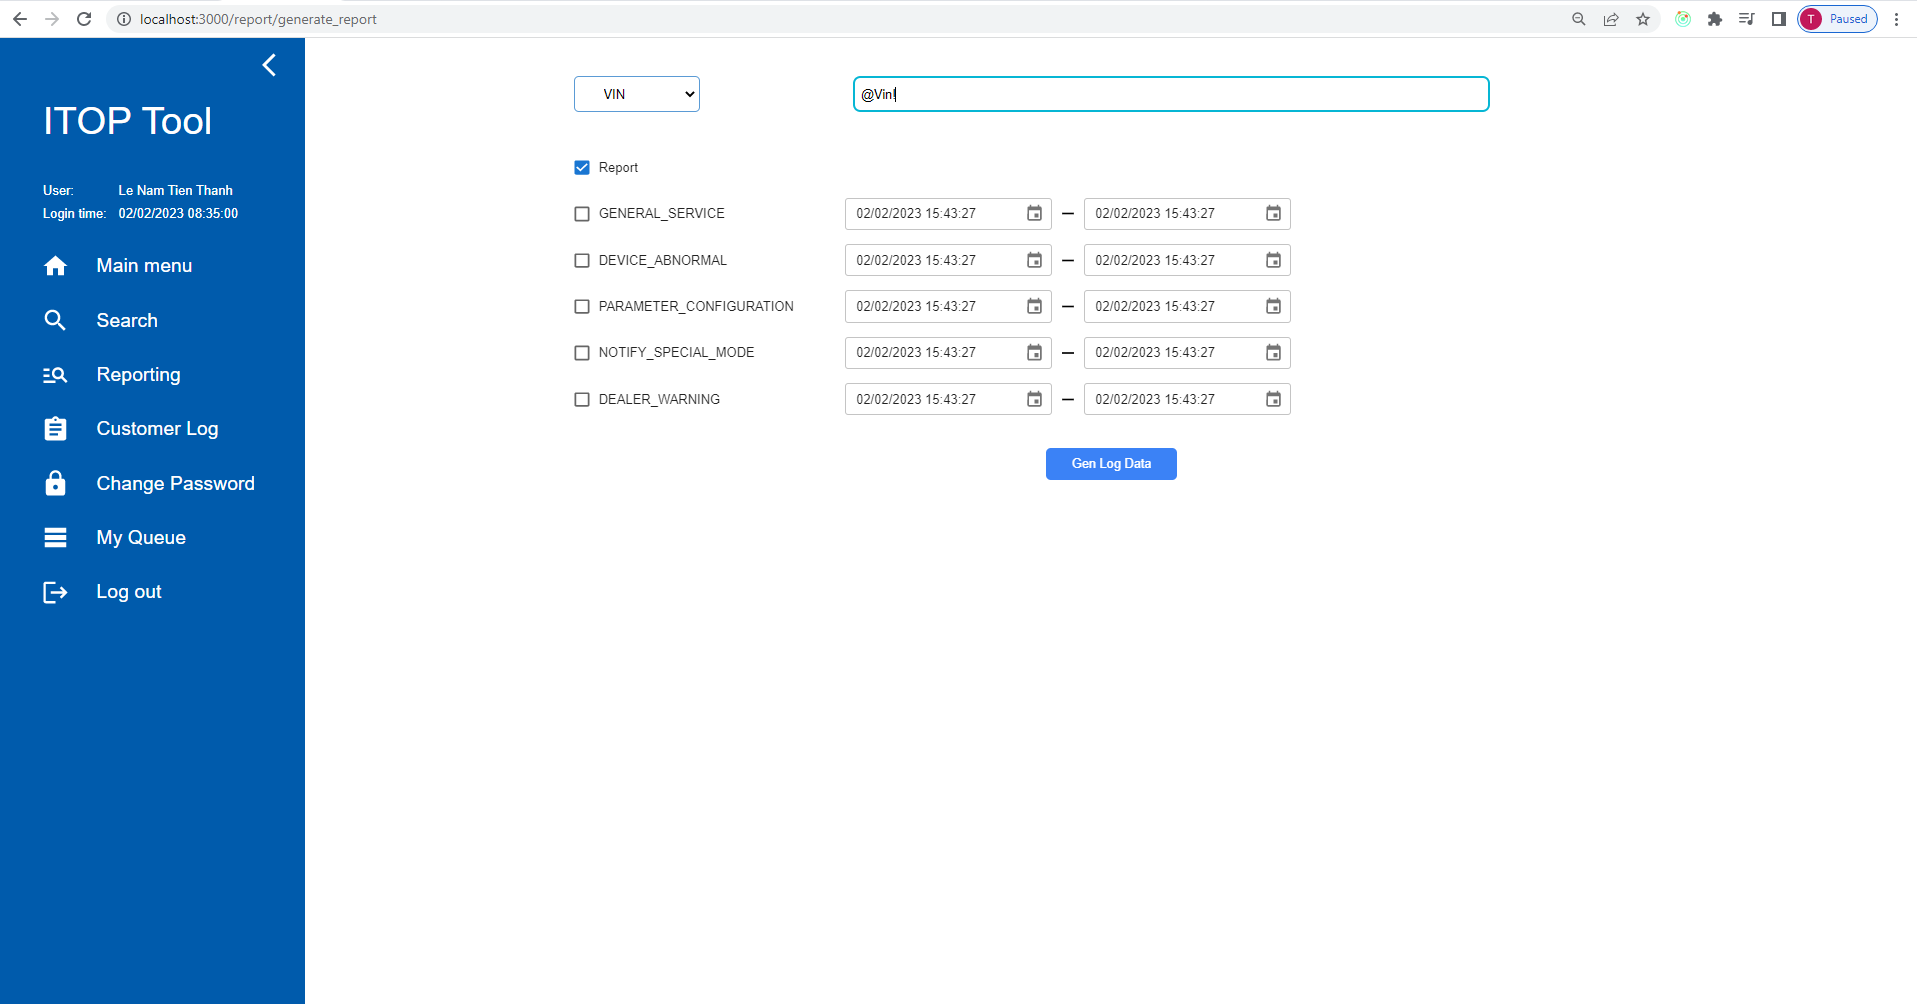 localhost:3000/report/generate_report
T Paused
ITOP Tool
User: Le Nam Tien Thanh
Login time: 02/02/2023 08:35:00
Main menu
Search
Reporting
Customer Log
Change Password
My Queue
Log out
VIN @Vin!
Report
GENERAL_SERVICE 02/02/2023 15:43:27 – 02/02/2023 15:43:27
DEVICE_ABNORMAL 02/02/2023 15:43:27 – 02/02/2023 15:43:27
PARAMETER_CONFIGURATION 02/02/2023 15:43:27 – 02/02/2023 15:43:27
NOTIFY_SPECIAL_MODE 02/02/2023 15:43:27 – 02/02/2023 15:43:27
DEALER_WARNING 02/02/2023 15:43:27 – 02/02/2023 15:43:27
Gen Log Data